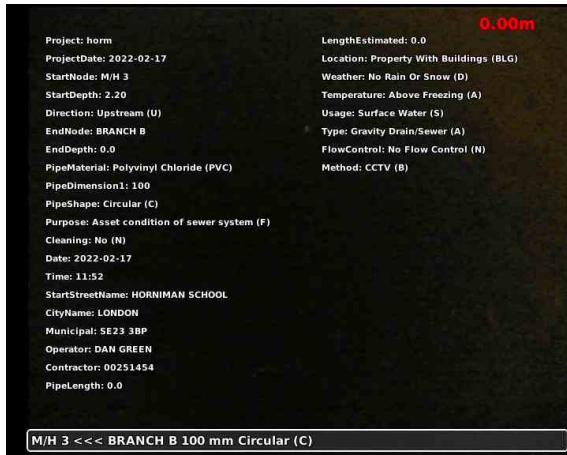 0.00m
Project: horm
ProjectDate: 2022-02-17
StartNode: M/H 3
StartDepth: 2.20
Direction: Upstream (U)
EndNode: BRANCH B
EndDepth: 0.0
PipeMaterial: Polyvinyl Chloride (PVC)
PipeDimension1: 100
PipeShape: Circular (C)
Purpose: Asset condition of sewer system (F)
Cleaning: No (N)
Date: 2022-02-17
Time: 11:52
StartStreetName: HORNIMAN SCHOOL
CityName: LONDON
Municipal: SE23 3BP
Operator: DAN GREEN
Contractor: 00251454
PipeLength: 0.0
LengthEstimated: 0.0
Location: Property With Buildings (BLG)
Weather: No Rain Or Snow (D)
Temperature: Above Freezing (A)
Usage: Surface Water (S)
Type: Gravity Drain/Sewer (A)
FlowControl: No Flow Control (N)
Method: CCTV (B)
M/H 3 <<< BRANCH B 100 mm Circular (C)